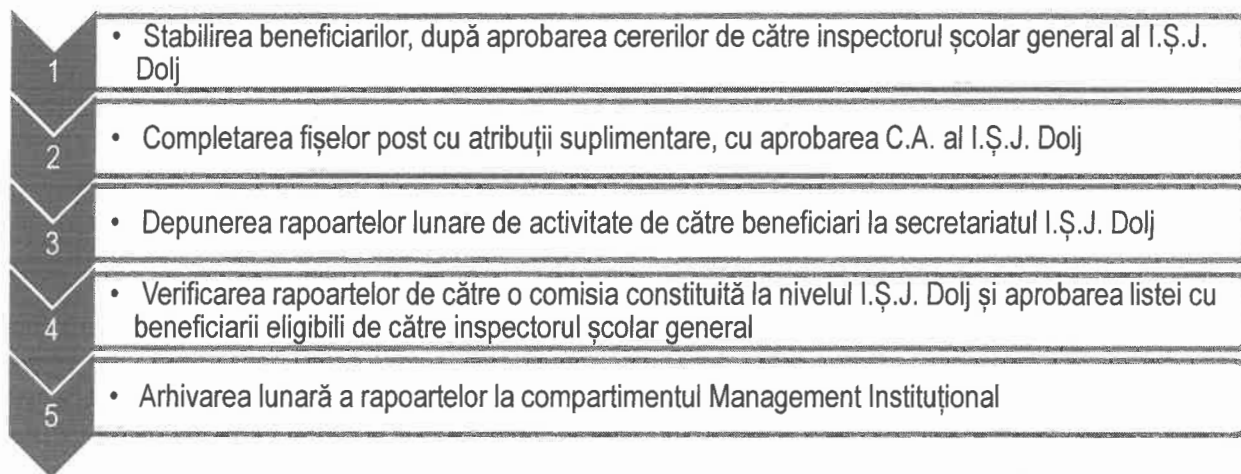 1
• Stabilirea beneficiarilor, după aprobarea cererilor de către inspectorul școlar general al I.Ș.J.
Dolj
2
• Completarea fișelor post cu atribuții suplimentare, cu aprobarea C.A. al I.Ș.J. Dolj
3
• Depunerea rapoartelor lunare de activitate de către beneficiari la secretariatul I.Ș.J. Dolj
4
• Verificarea rapoartelor de către o comisia constituită la nivelul I.Ș.J. Dolj și aprobarea listei cu
beneficiarii eligibili de către inspectorul școlar general
5
• Arhivarea lunară a rapoartelor la compartimentul Management Instituțional